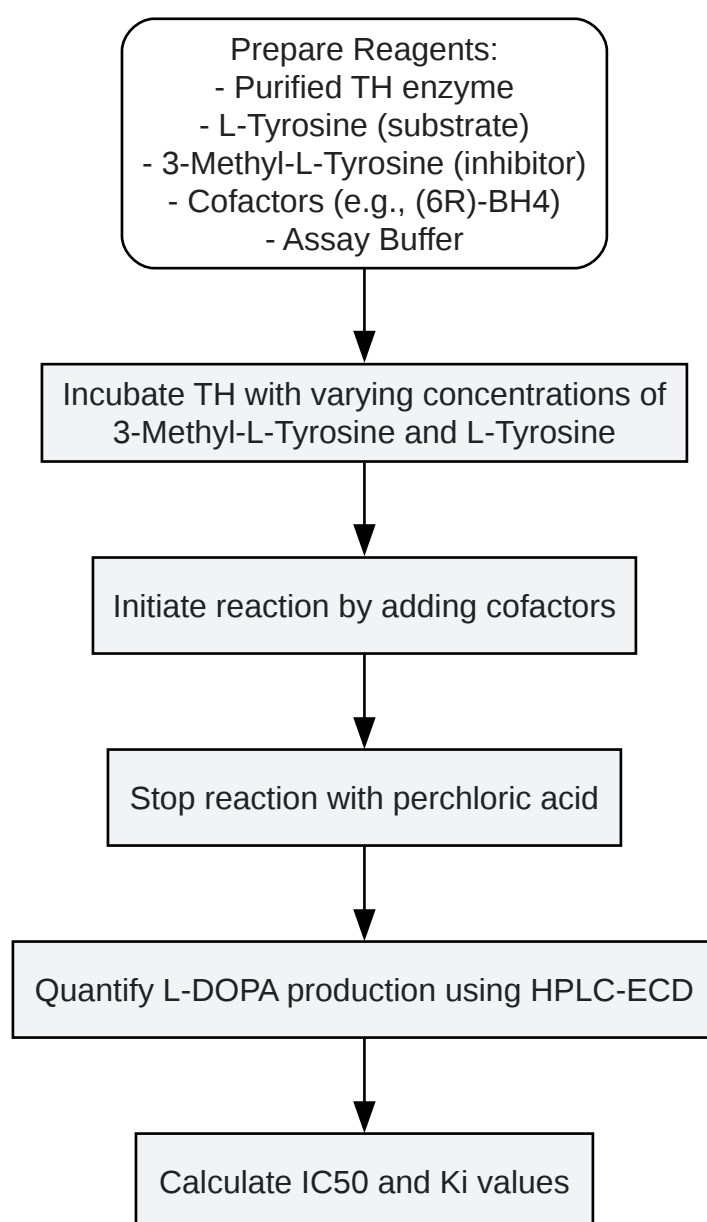 Prepare Reagents:
- Purified TH enzyme
- L-Tyrosine (substrate)
- 3-Methyl-L-Tyrosine (inhibitor)
- Cofactors (e.g., (6R)-BH4)
- Assay Buffer
Incubate TH with varying concentrations of
3-Methyl-L-Tyrosine and L-Tyrosine
Initiate reaction by adding cofactors
Stop reaction with perchloric acid
Quantify L-DOPA production using HPLC-ECD
Calculate IC50 and Ki values